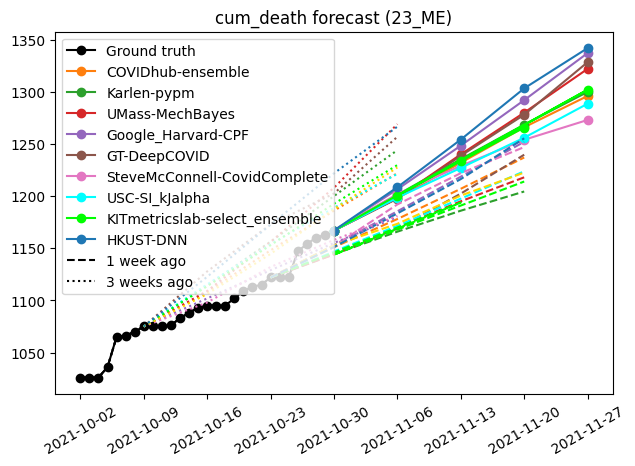 cum_death forecast (23_ME)
1350
1300
1250
1200
1150
1100
1050
Ground truth
COVIDhub-ensemble
Karlen-pypm
UMass-MechBayes
Google_Harvard-CPF
GT-DeepCOVID
SteveMcConnell-CovidComplete
USC-SI_kJalpha
KITmetricslab-select_ensemble
HKUST-DNN
1 week ago
3 weeks ago
2021-10-02
2021-10-09
2021-10-16
2021-10-23
2021-10-30
2021-11-06
2021-11-13
2021-11-20
2021-11-27